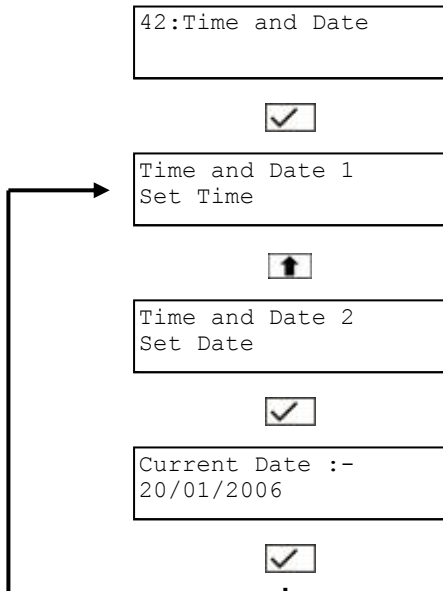 42:Time and Date
Time and Date 1
Set Time
Time and Date 2
Set Date
Current Date :-
20/01/2006